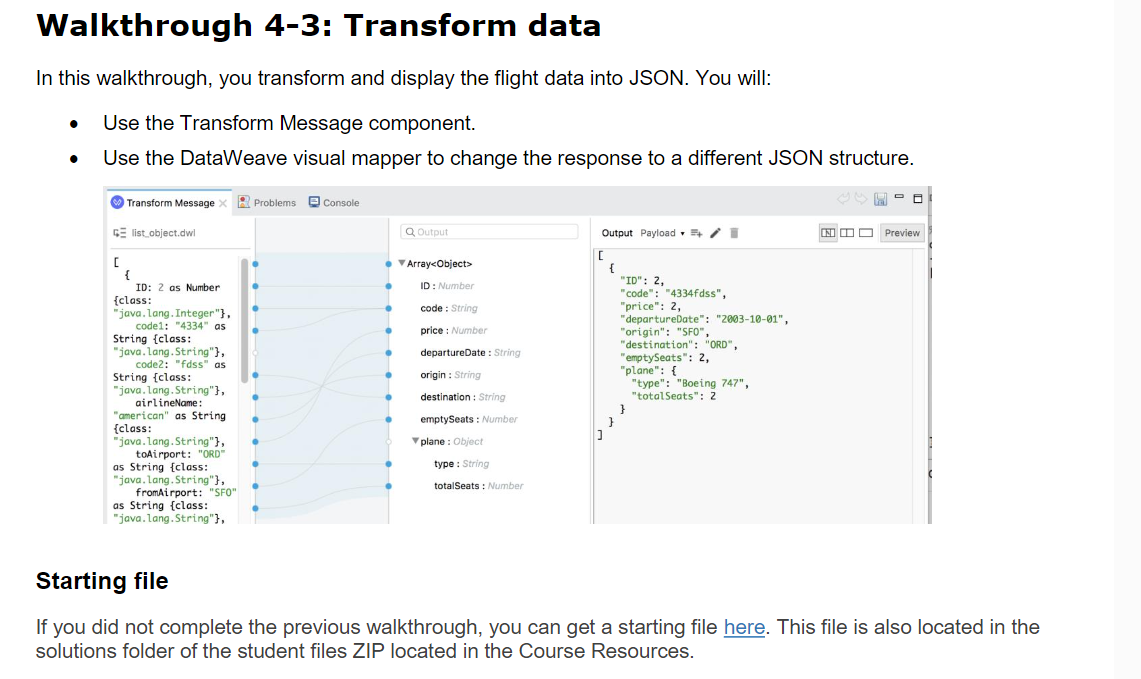 Walkthrough 4-3: Transform data
In this walkthrough, you transform and display the flight data into JSON. You will:
• Use the Transform Message component.
• Use the DataWeave visual mapper to change the response to a different JSON structure.
Transform Message Problems Console
list_object.dwl
[
{
ID: 2 as Number
{class:
"java.lang.Integer"},
code1: "4334" as
String {class:
"java.lang.String"},
code2: "fdss" as
String {class:
"java.lang.String"},
airlineName:
"american" as String
{class:
"java.lang.String"},
toAirport: "ORD"
as String {class:
"java.lang.String"},
fromAirport: "SFO"
as String {class:
"java.lang.String"},
Output
Array<Object>
ID : Number
code : String
price : Number
departureDate : String
origin : String
destination : String
emptySeats : Number
plane : Object
type : String
totalSeats : Number
Output Payload Preview
[
{
"ID": 2,
"code": "4334fdss",
"price": 2,
"departureDate": "2003-10-01",
"origin": "SFO",
"destination": "ORD",
"emptySeats": 2,
"plane": {
"type": "Boeing 747",
"totalSeats": 2
}
}
]
Starting file
If you did not complete the previous walkthrough, you can get a starting file here. This file is also located in the
solutions folder of the student files ZIP located in the Course Resources.